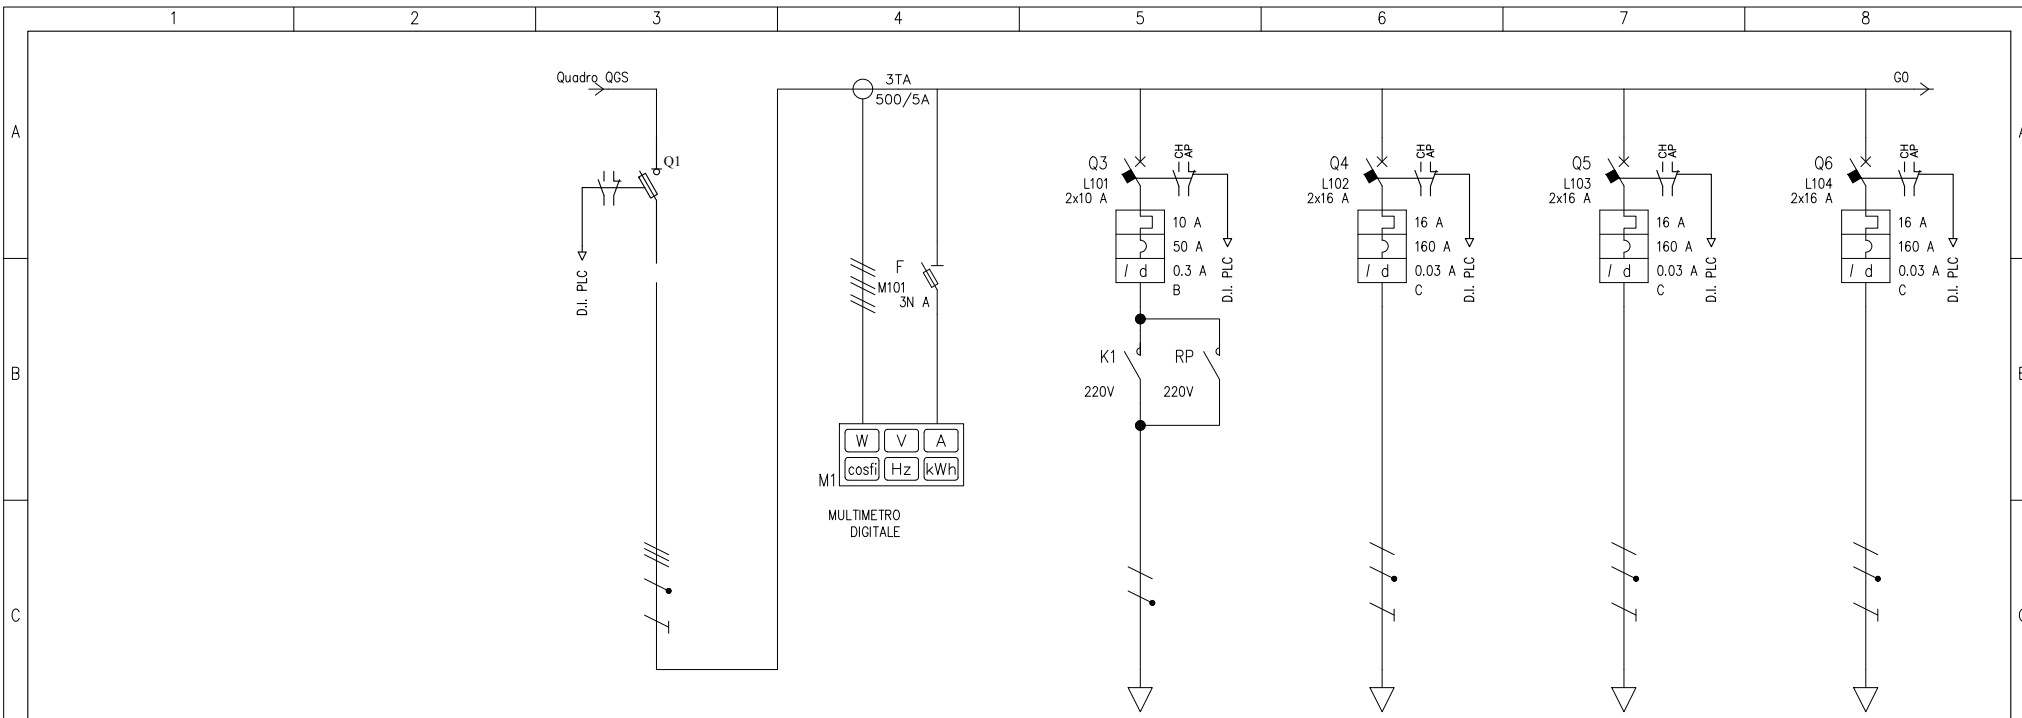 1 2 3 4 5 6 7 8
Quadro QGS
3TA
500/5A
G0
A
A
Q1
D.I. PLC
F
M101
3N A
W V A
cosfi Hz kWh
M1
MULTIMETRO
DIGITALE
Q3
L101
2x10 A
CH
AP
10 A
50 A
I d 0.3 A
B
D.I. PLC
K1
220V
RP
220V
Q4
L102
2x16 A
CH
AP
16 A
160 A
I d 0.03 A
C
D.I. PLC
Q5
L103
2x16 A
CH
AP
16 A
160 A
I d 0.03 A
C
D.I. PLC
Q6
L104
2x16 A
CH
AP
16 A
160 A
I d 0.03 A
C
D.I. PLC
B
C